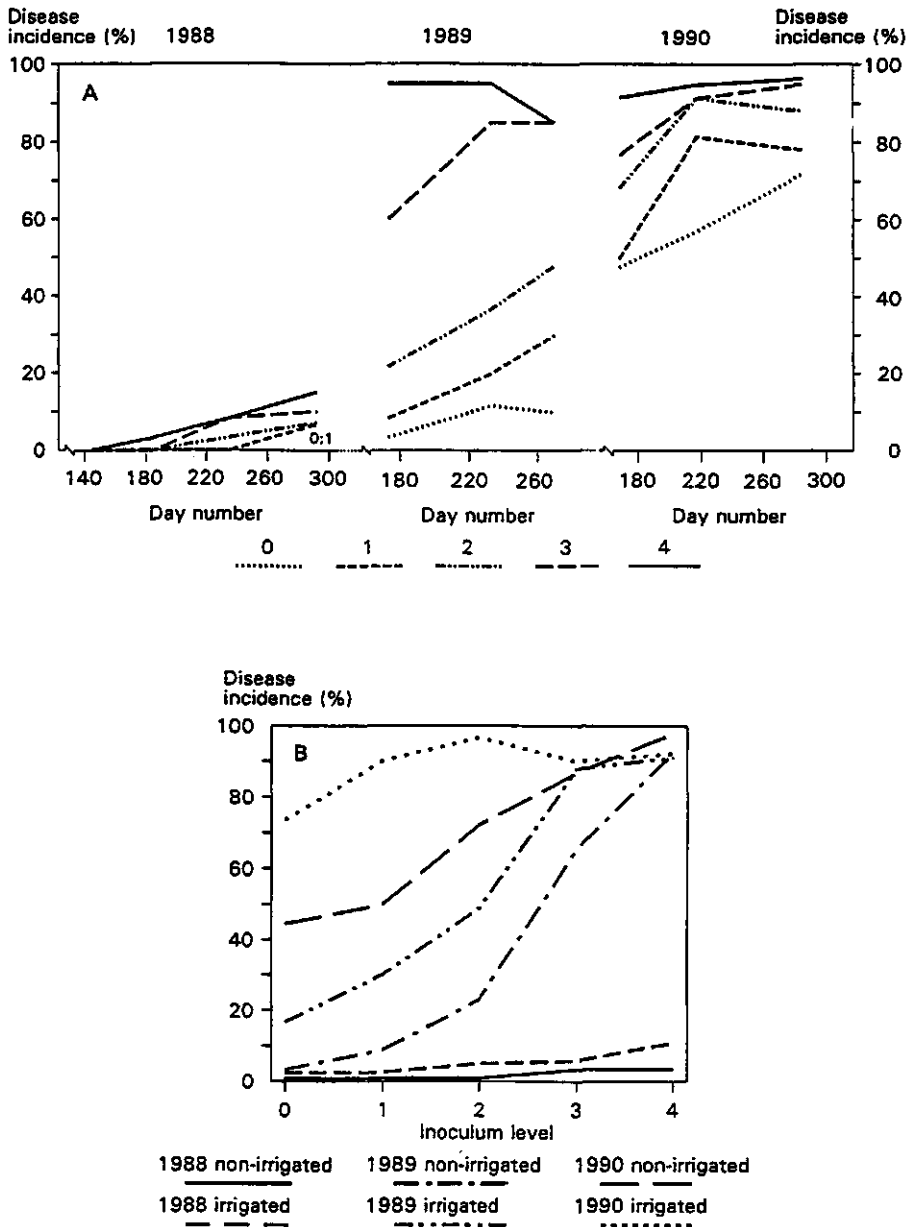 Disease incidence (%) 1988 1989 1990 Disease incidence (%)
A
100 80 60 40 20 0
100 80 60 40 20 0
0:1
140 180 220 260 300 180 220 260 180 220 260 300
Day number Day number Day number
0 1 2 3 4
Disease
incidence (%)
B
100
80
60
40
20
0
0 1 2 3 4
Inoculum level
1988 non-irrigated 1989 non-irrigated 1990 non-irrigated
1988 irrigated 1989 irrigated 1990 irrigated